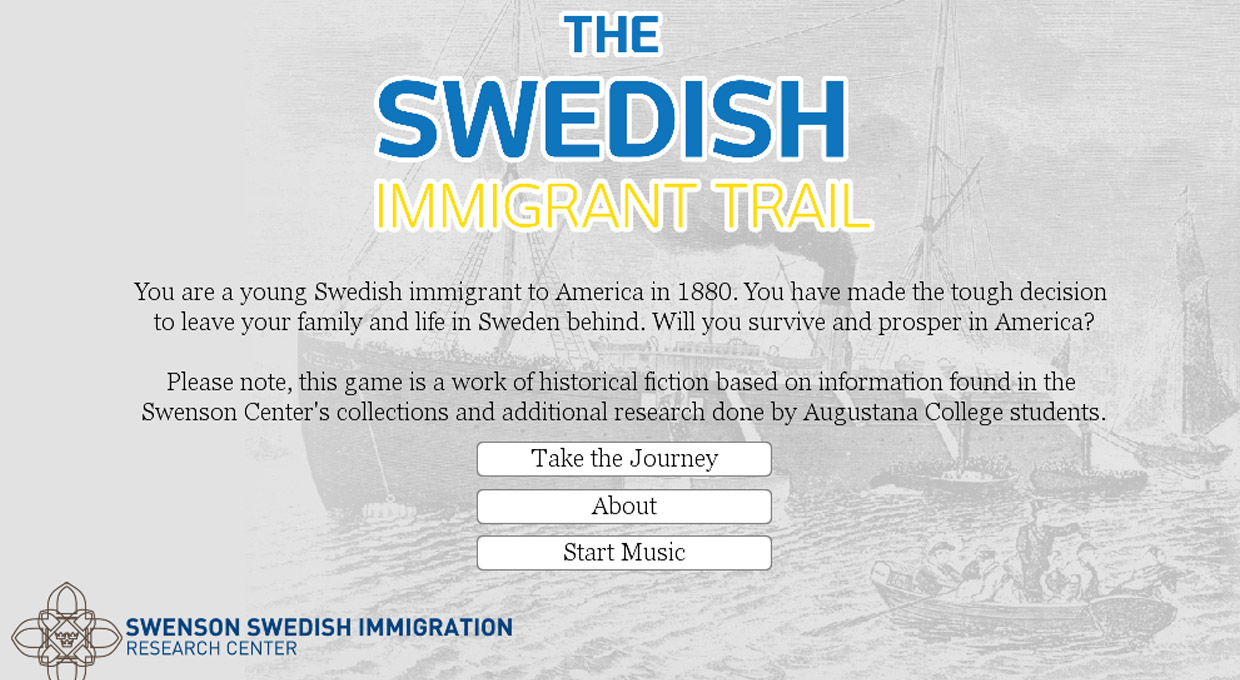 THE
SWEDISH
IMMIGRANT TRAIL
You are a young Swedish immigrant to America in 1880. You have made the tough decision
to leave your family and life in Sweden behind. Will you survive and prosper in America?
Please note, this game is a work of historical fiction based on information found in the
Swenson Center's collections and additional research done by Augustana College students.
Take the Journey
About
Start Music
SWENSON SWEDISH IMMIGRATION
RESEARCH CENTER